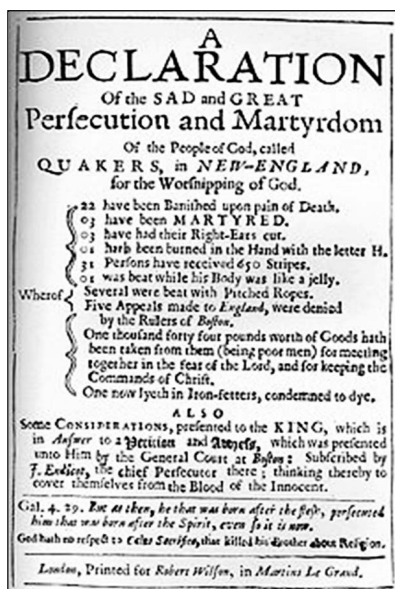 A
DECLARATION
Of the SAD and GREAT
Perſecution and Martyrdom
Of the People of God, called
QUAKERS, in NEW-ENGLAND,
for the Worſhipping of God.
22 have been Baniſhed upon pain of Death.
03 have been MARTYRED.
03 have had their Right-Ears cut.
01 hath been burned in the Hand with the letter H.
31 Perſons have received 650 Stripes.
01 was beat while his Body was like a jelly.
Whereof Several were beat with Pitched Ropes.
Five Appeals made to England, were denied
by the Rulers of Boſton.
One thouſand forty four pounds worth of Goods hath
been taken from them (being poor men) for meeting
together in the fear of the Lord, and for keeping the
Commands of Chriſt.
One now lyeth in Iron-fetters, condemned to dye.
ALSO
Some CONSIDERATIONS, preſented to the KING, which is
in Anſwer to a Petition and Addreſs, which was preſented
unto Him by the General Court at Boſton: Subſcribed by
J. Endicot, the chief Perſecutor there; thinking thereby to
cover themſelves from the Blood of the Innocent.
Gal. 4. 29. But as then, he that was born after the fleſh, perſecuted
him that was born after the Spirit, even ſo it is now.
God hath no reſpect to Cains Sacrifice, that killed his Brother about Religion.
London, Printed for Robert Wilſon, in Martins Le Grand.